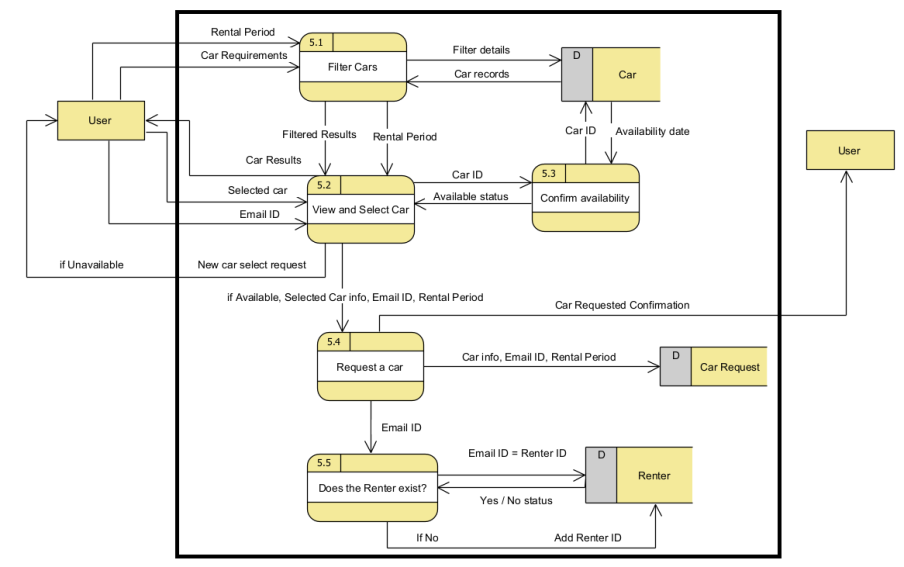 Rental Period
5.1
Filter details
D
Car Requirements
Filter Cars
Car
Car records
User
Filtered Results
Rental Period
Car ID
Availability date
User
Car Results
5.2
Car ID
5.3
Selected car
Available status
Confirm availability
View and Select Car
Email ID
if Unavailable
New car select request
if Available, Selected Car info, Email ID, Rental Period
Car Requested Confirmation
5.4
Car info, Email ID, Rental Period
D
Request a car
Car Request
Email ID
5.5
Email ID = Renter ID
D
Does the Renter exist?
Renter
Yes / No status
If No
Add Renter ID